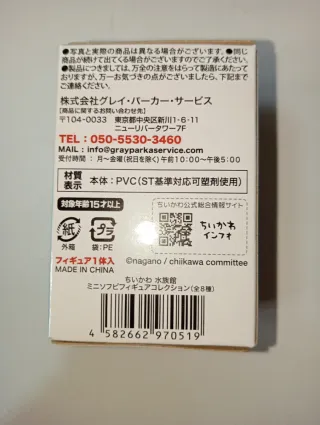 ●写真と実際の商品は異なる場合がございます。●同じ
商品が続けて出てくる場合がございますのでご了承ください。
●製品につきましては、万全の注意をはらって製造にあたって
おりますが、万一お気づきの点がございましたら、下記まで
ご連絡ください。
株式会社グレイ・パーカー・サービス
[商品に関するお問い合わせ先]
〒104-0033 東京都中央区新川1-6-11
ニューリバータワー7F
TEL：050-5530-3460
MAIL：info@grayparkaservice.com
受付時間：月〜金曜(祝日を除く)午前10:00〜午後5:00
材質
表示
本体：PVC(ST基準対応可塑剤使用)
対象年齢15才以上
紙
外箱
プラ
袋：PE
ちいかわ公式総合情報サイト
ちいかわ
インフォ
フィギュア1体入
MADE IN CHINA
©nagano / chiikawa committee
ちいかわ 水族館
ミニソフビフィギュアコレクション(全8種)
4 582662 970519